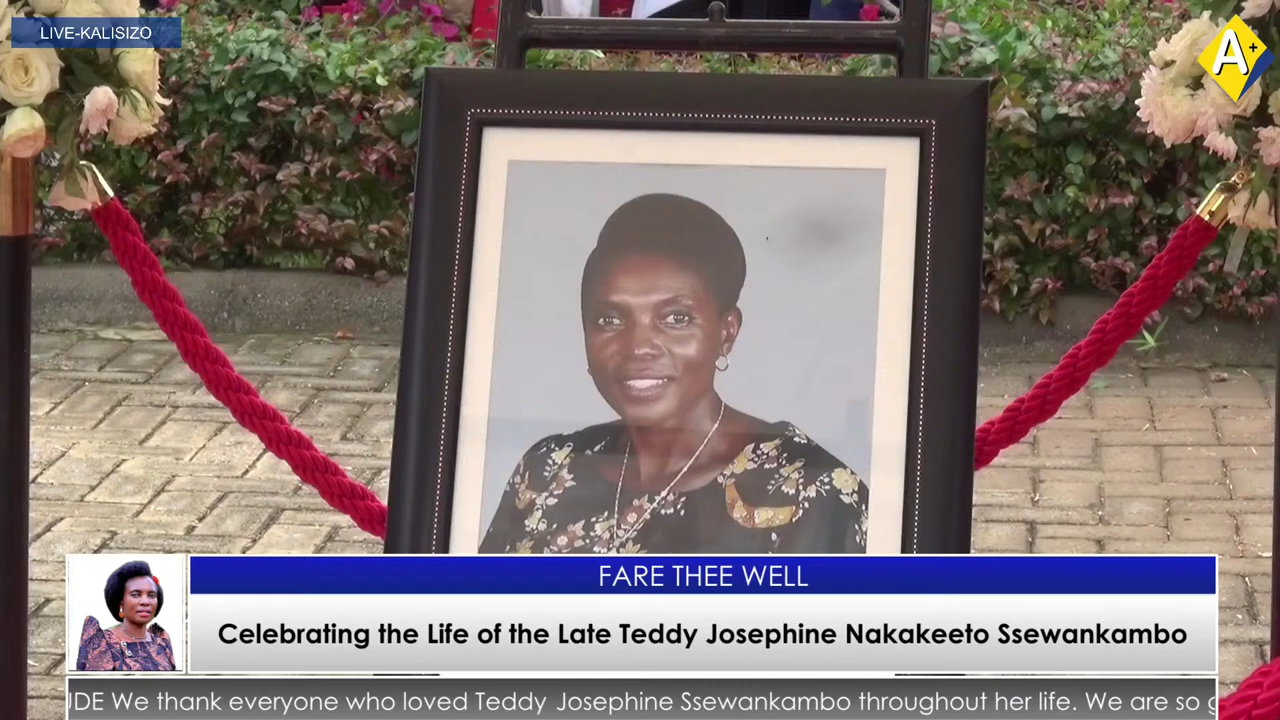 LIVE-KALISIZO
A+
FARE THEE WELL
Celebrating the Life of the Late Teddy Josephine Nakakeeto Ssewankambo
We thank everyone who loved Teddy Josephine Ssewankambo throughout her life. We are so